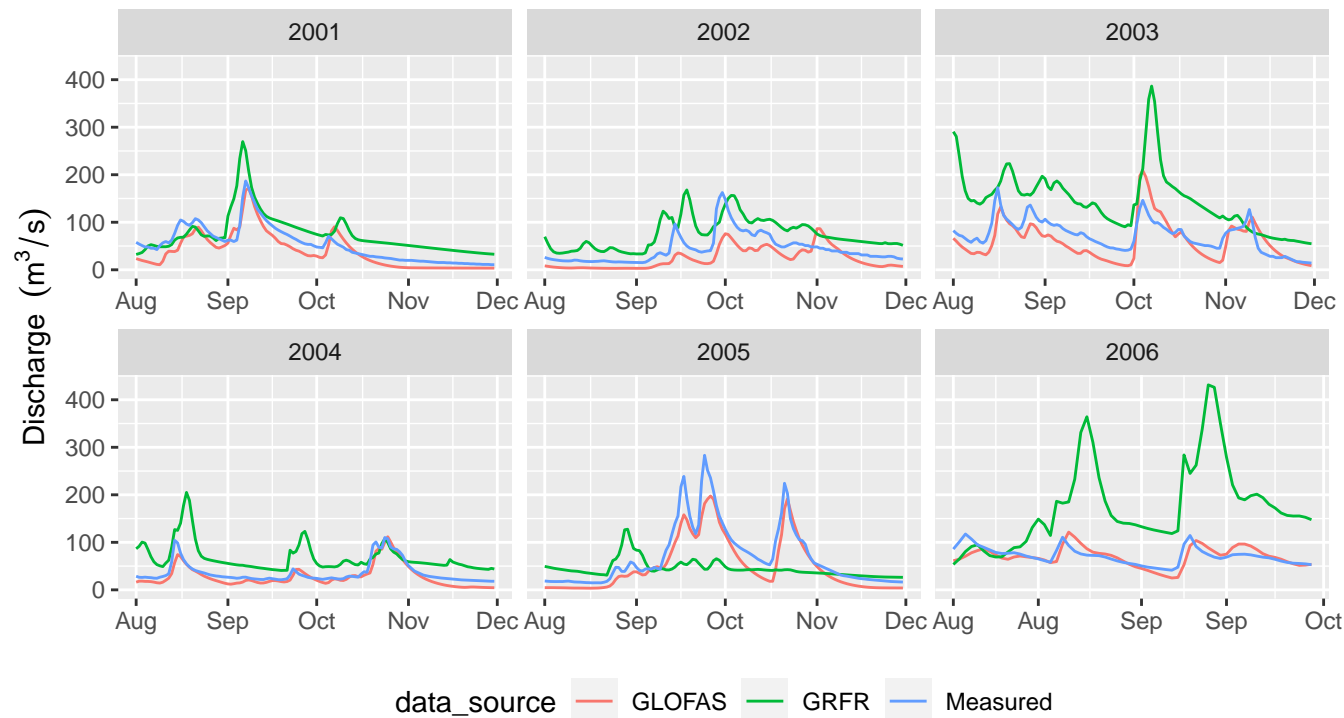 2001 2002 2003
400
300
200
100
0
Aug Sep Oct Nov Dec Aug Sep Oct Nov Dec Aug Sep Oct Nov Dec
2004 2005 2006
400
300
200
100
0
Aug Sep Oct Nov Dec Aug Sep Oct Nov Dec Aug Aug Sep Sep Oct
Discharge (m³/s)
data_source GLOFAS GRFR Measured